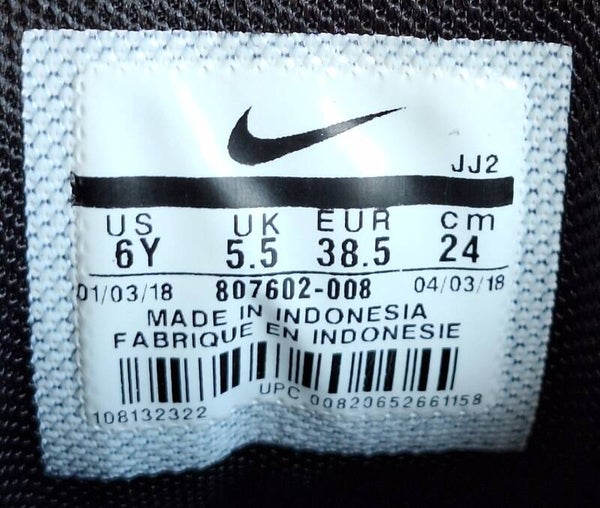 JJ2
US UK EUR cm
6Y 5.5 38.5 24
01/03/18 807602-008 04/03/18
MADE IN INDONESIA
FABRIQUE EN INDONESIE
108132322 UPC 00820652661158